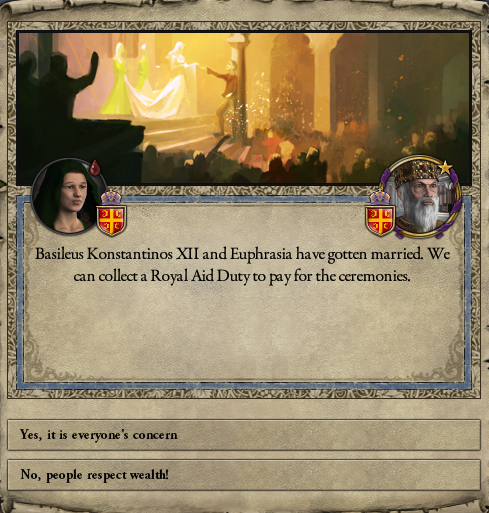 Basileus Konstantinos XII and Euphrasia have gotten married. We
can collect a Royal Aid Duty to pay for the ceremonies.
Yes, it is everyone's concern
No, people respect wealth!